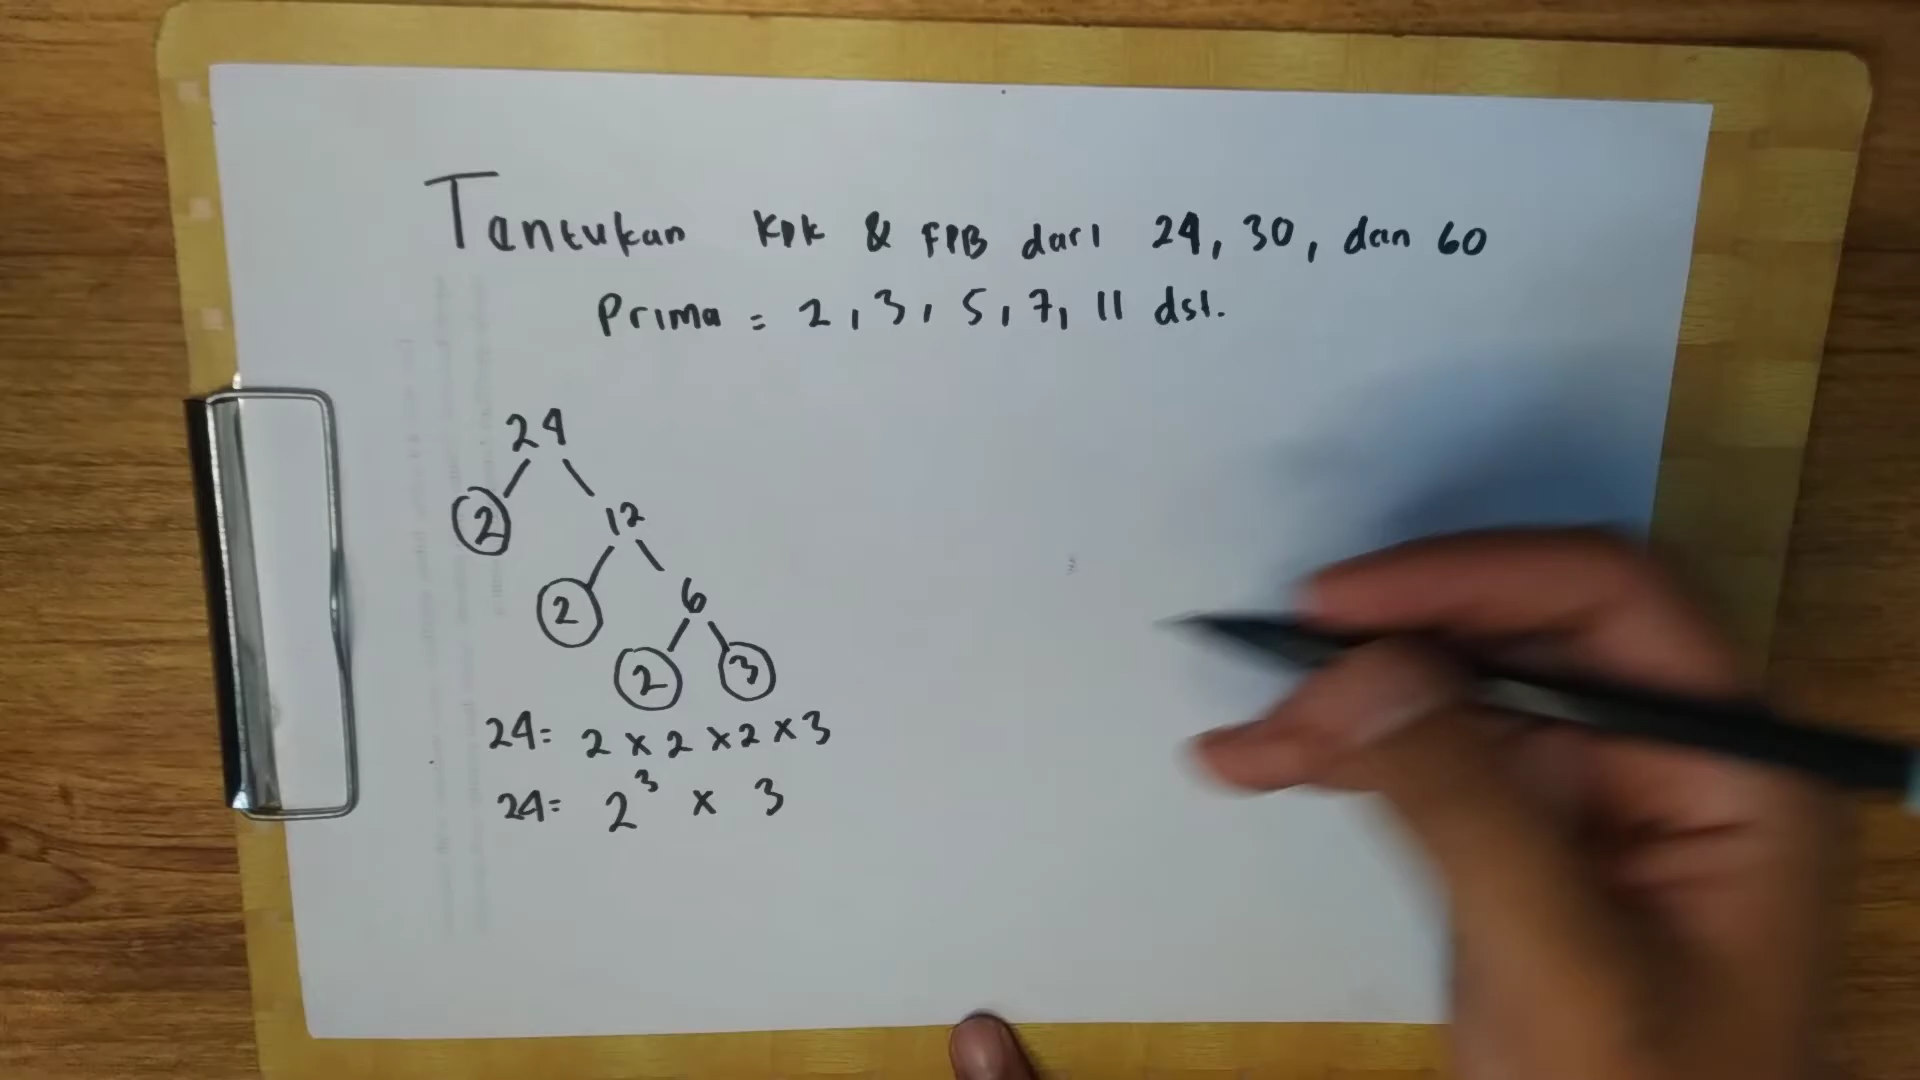 Tentukan KPK & FPB dari 24, 30, dan 60
Prima = 2, 3, 5, 7, 11 dst.
24
2 12
2 6
2 3
24= 2 x 2 x 2 x 3
24= 2³ x 3